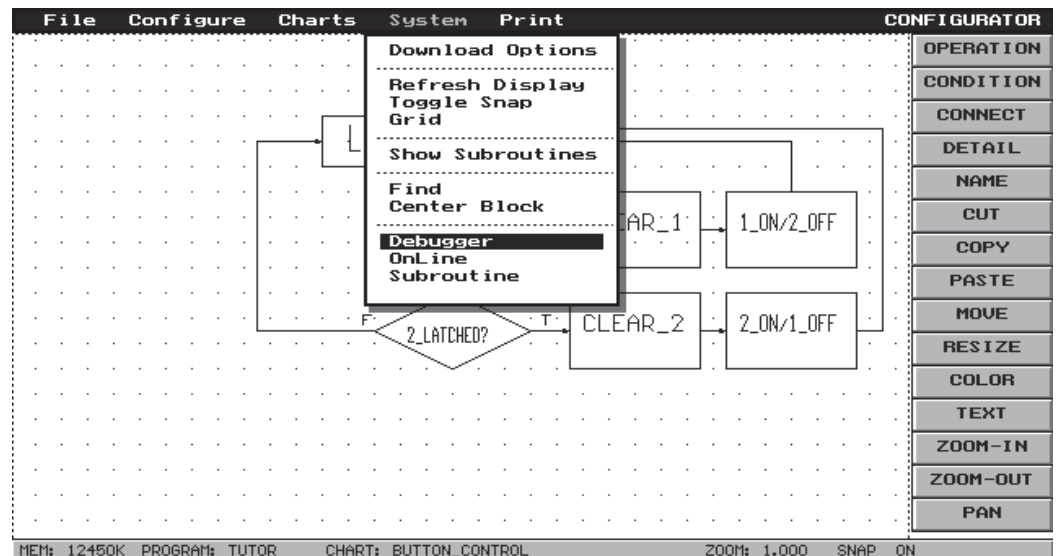 File Configure Charts System Print CONFIGURATOR
Download Options
Refresh Display
Toggle Snap
Grid
Show Subroutines
Find
Center Block
Debugger
OnLine
Subroutine
1_ON/2_OFF
F
2_LATCHED?
T
CLEAR_2
2_ON/1_OFF
OPERATION
CONDITION
CONNECT
DETAIL
NAME
CUT
COPY
PASTE
MOVE
RESIZE
COLOR
TEXT
ZOOM-IN
ZOOM-OUT
PAN
MEM: 12450K PROGRAM: TUTOR CHART: BUTTON_CONTROL ZOOM: 1.000 SNAP ON